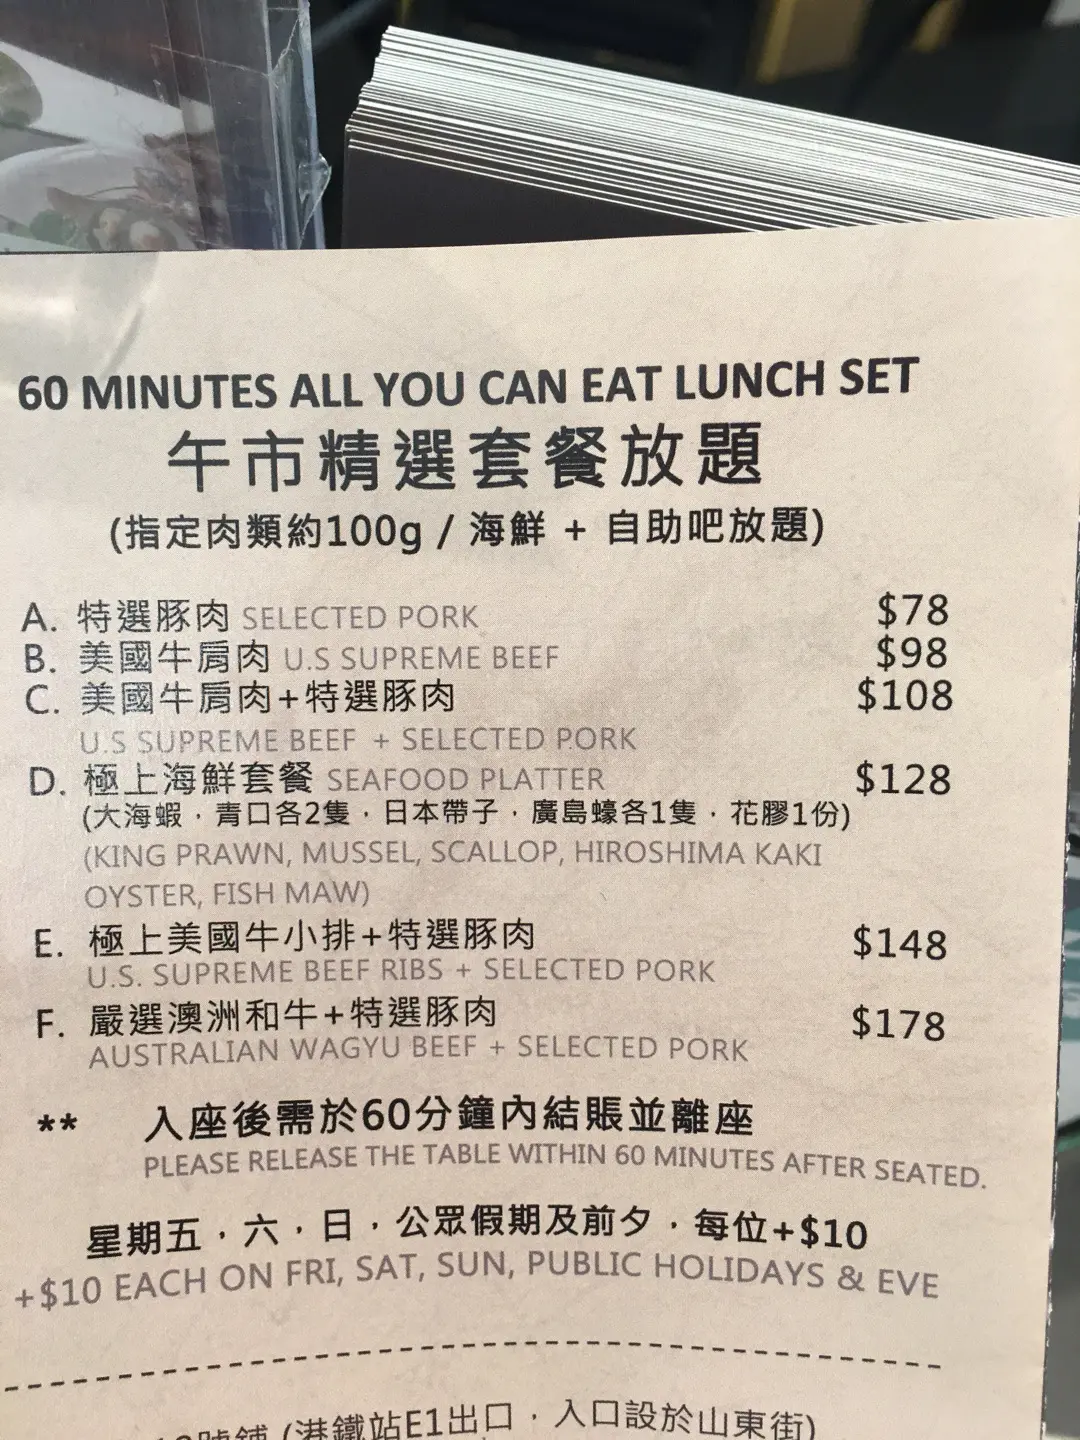 60 MINUTES ALL YOU CAN EAT LUNCH SET
午市精選套餐放題
(指定肉類約100g / 海鮮 + 自助吧放題)
A. 特選豚肉 SELECTED PORK $78
B. 美國牛肩肉 U.S SUPREME BEEF $98
C. 美國牛肩肉+特選豚肉 $108
U.S SUPREME BEEF + SELECTED PORK
D. 極上海鮮套餐 SEAFOOD PLATTER $128
(大海蝦．青口各2隻．日本帶子．廣島蠔各1隻．花膠1份)
(KING PRAWN, MUSSEL, SCALLOP, HIROSHIMA KAKI
OYSTER, FISH MAW)
E. 極上美國牛小排+特選豚肉 $148
U.S. SUPREME BEEF RIBS + SELECTED PORK
F. 嚴選澳洲和牛+特選豚肉 $178
AUSTRALIAN WAGYU BEEF + SELECTED PORK
** 入座後需於60分鐘內結賬並離座
PLEASE RELEASE THE TABLE WITHIN 60 MINUTES AFTER SEATED.
星期五．六．日．公眾假期及前夕．每位+$10
+$10 EACH ON FRI, SAT, SUN, PUBLIC HOLIDAYS & EVE
號舖 (港鐵站E1出口．入口設於山東街)